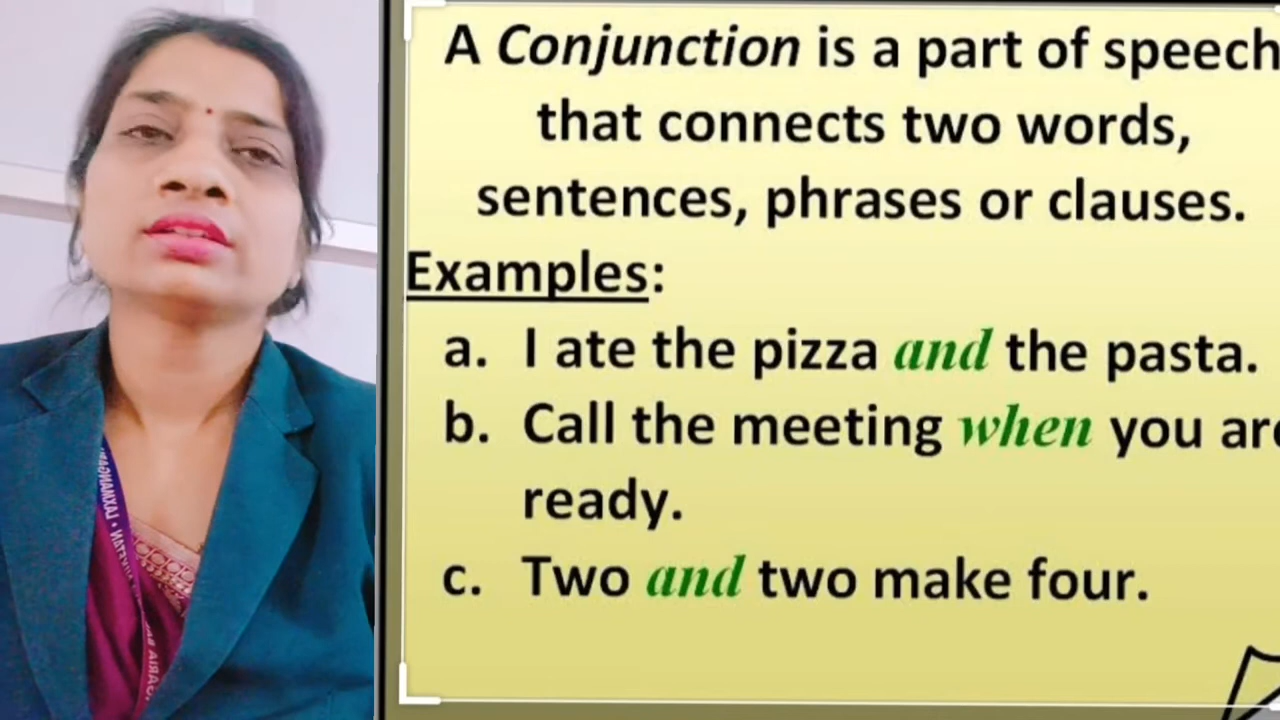 A Conjunction is a part of speech
that connects two words,
sentences, phrases or clauses.
Examples:
a. I ate the pizza and the pasta.
b. Call the meeting when you are
ready.
c. Two and two make four.